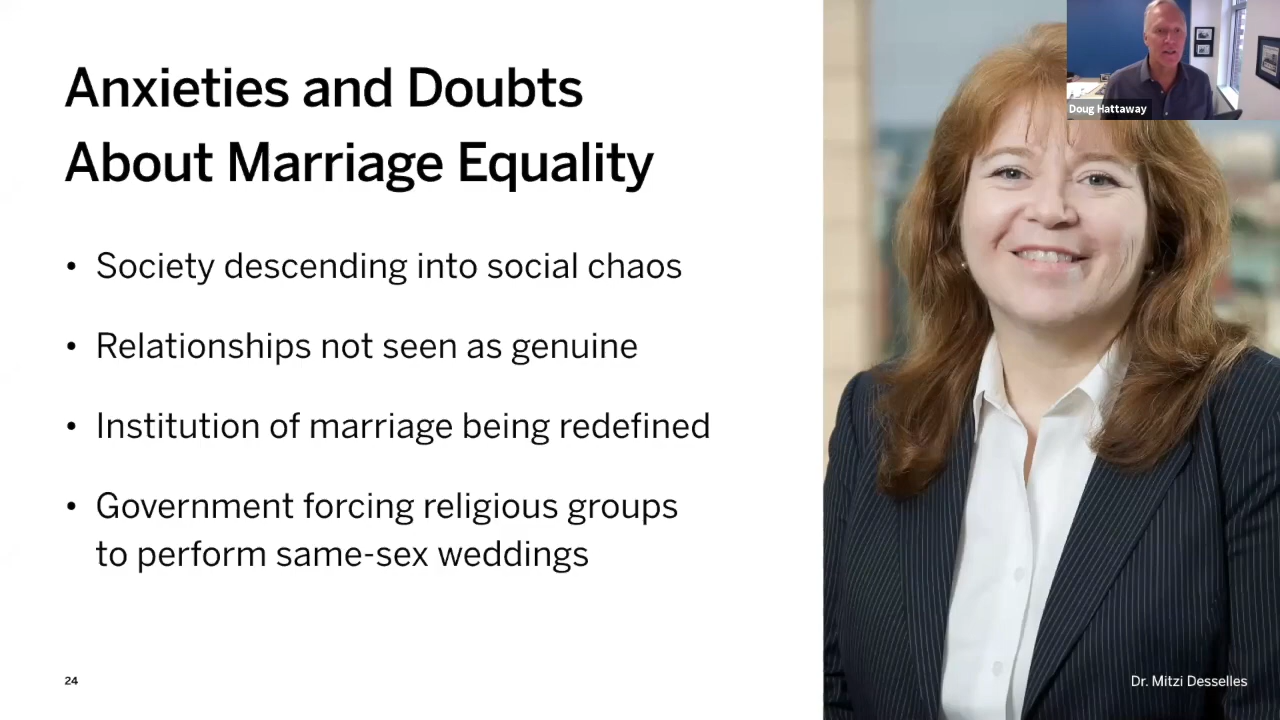 Anxieties and Doubts
About Marriage Equality
• Society descending into social chaos
• Relationships not seen as genuine
• Institution of marriage being redefined
• Government forcing religious groups
to perform same-sex weddings
24
Doug Hattaway
Dr. Mitzi Desselles